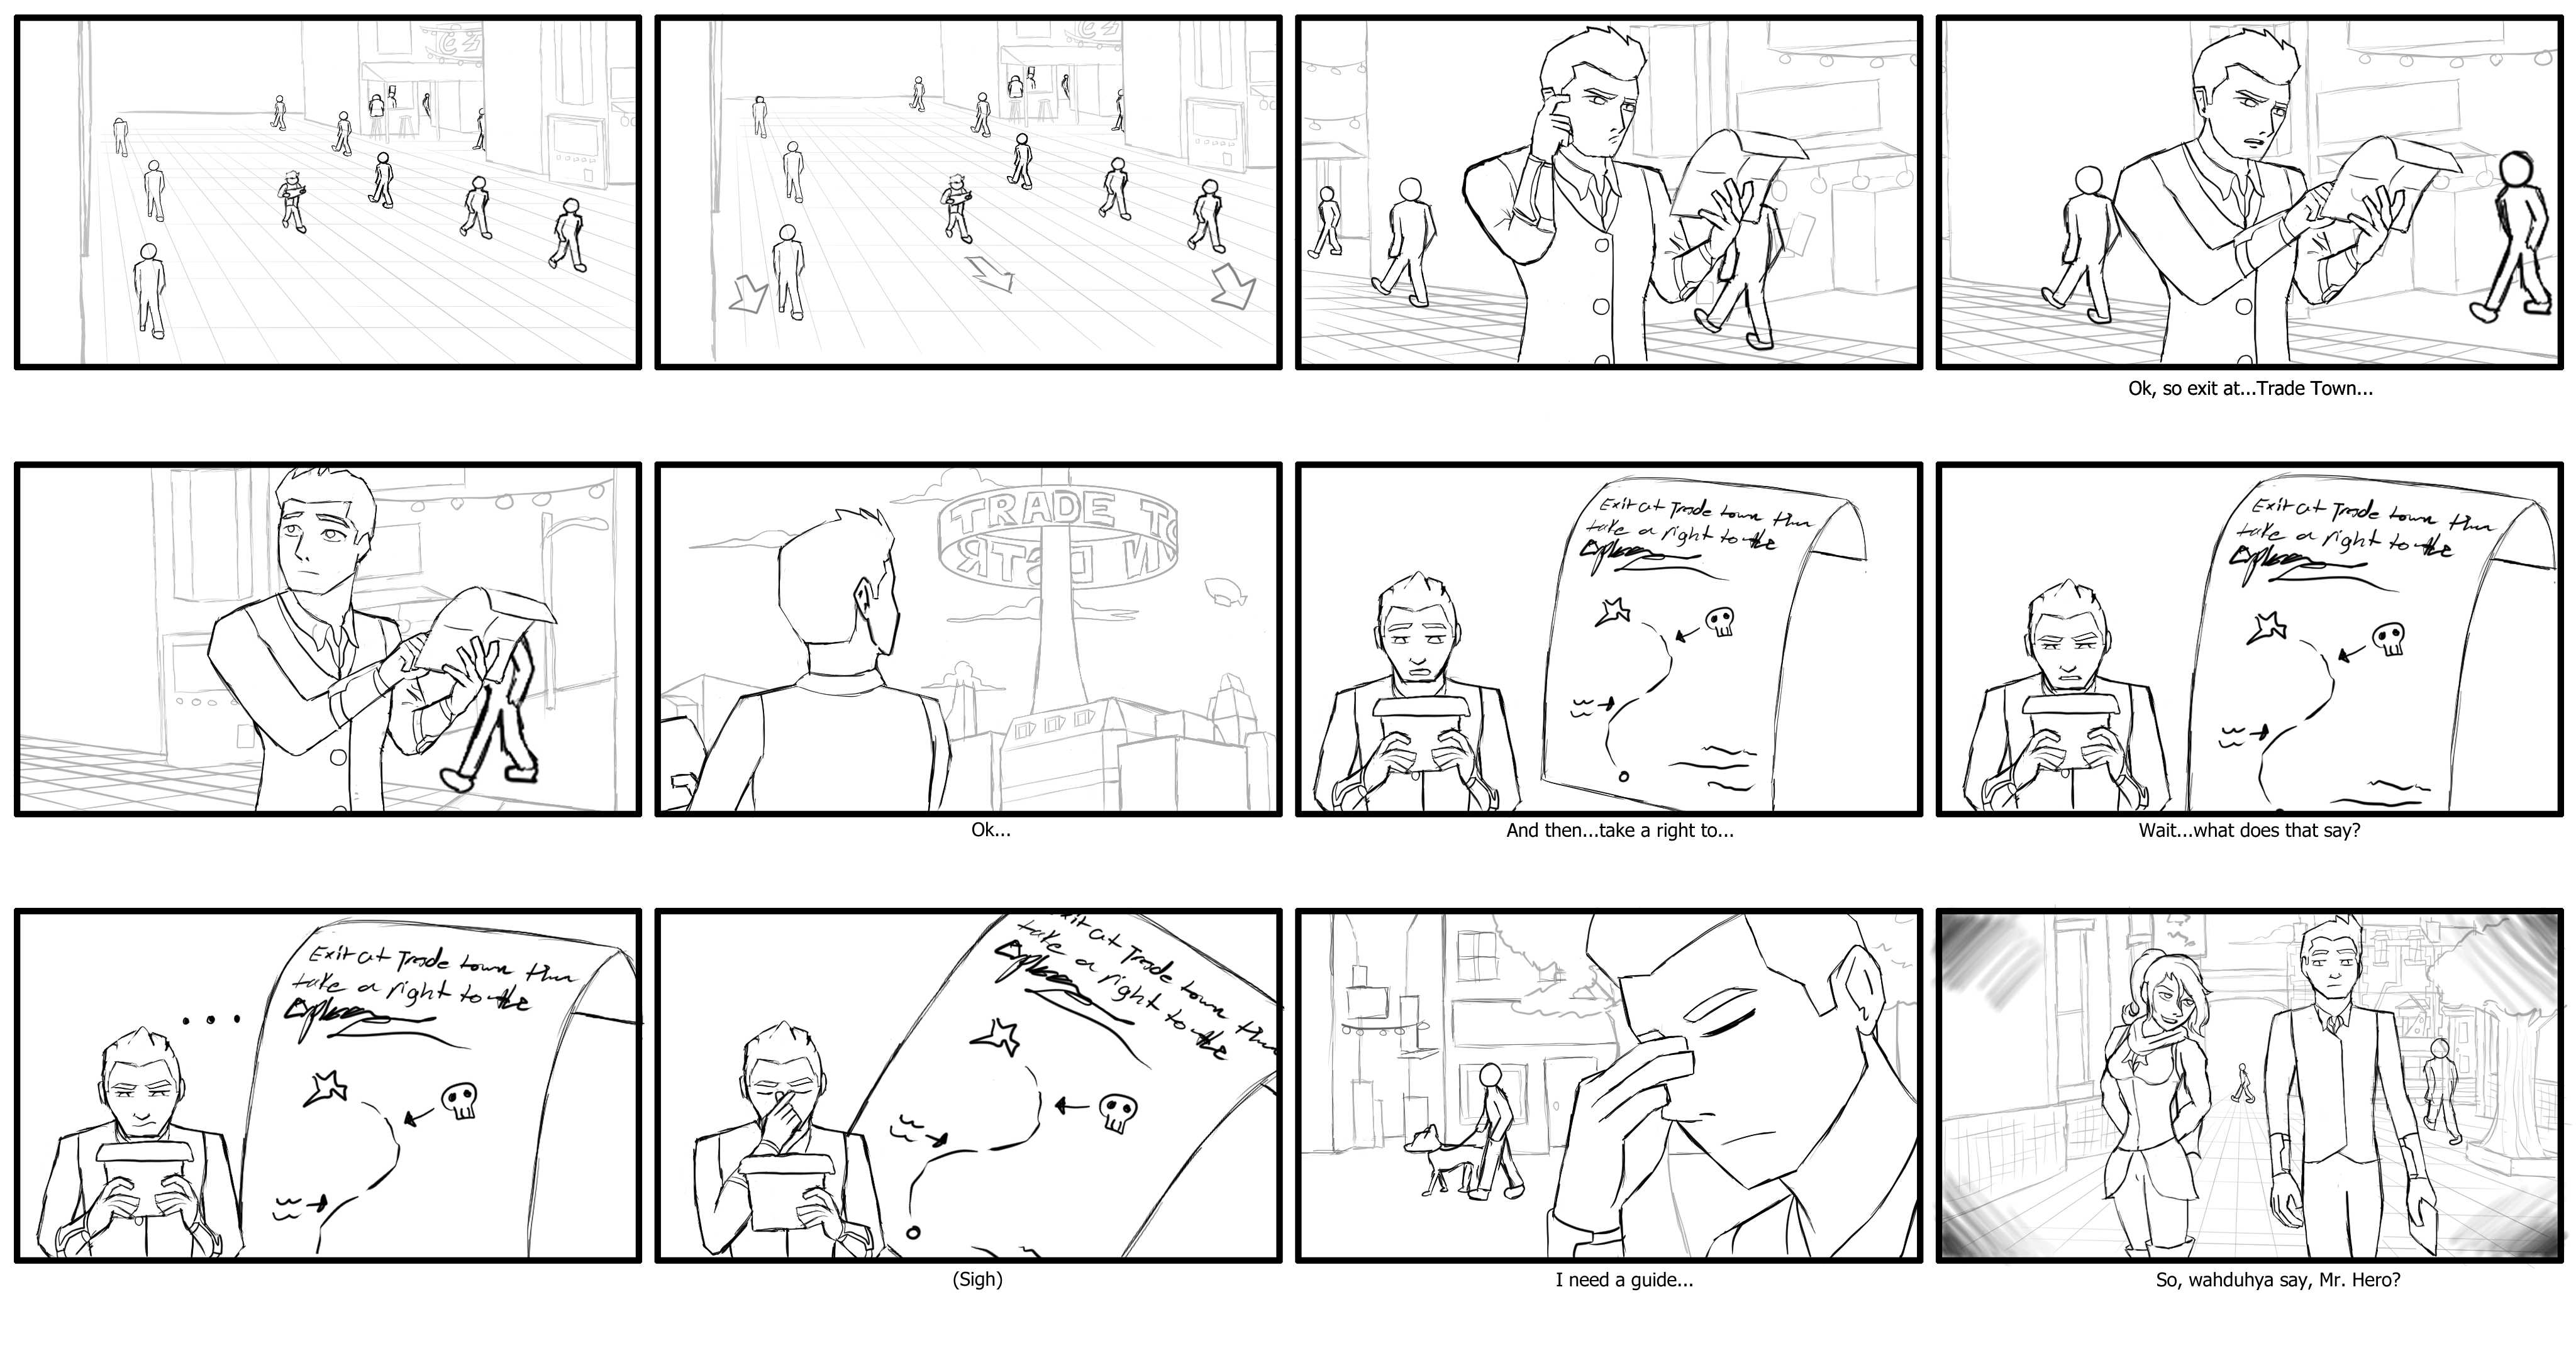 Ok, so exit at...Trade Town...
TRADE TO
Ok...
Exit at Trade town then
take a right to the
And then...take a right to...
Exit at Trade town then
take a right to the
Wait...what does that say?
Exit at Trade town then
take a right to the
Exit at Trade town then
take a right to the
(Sigh)
I need a guide...
So, wahduhya say, Mr. Hero?